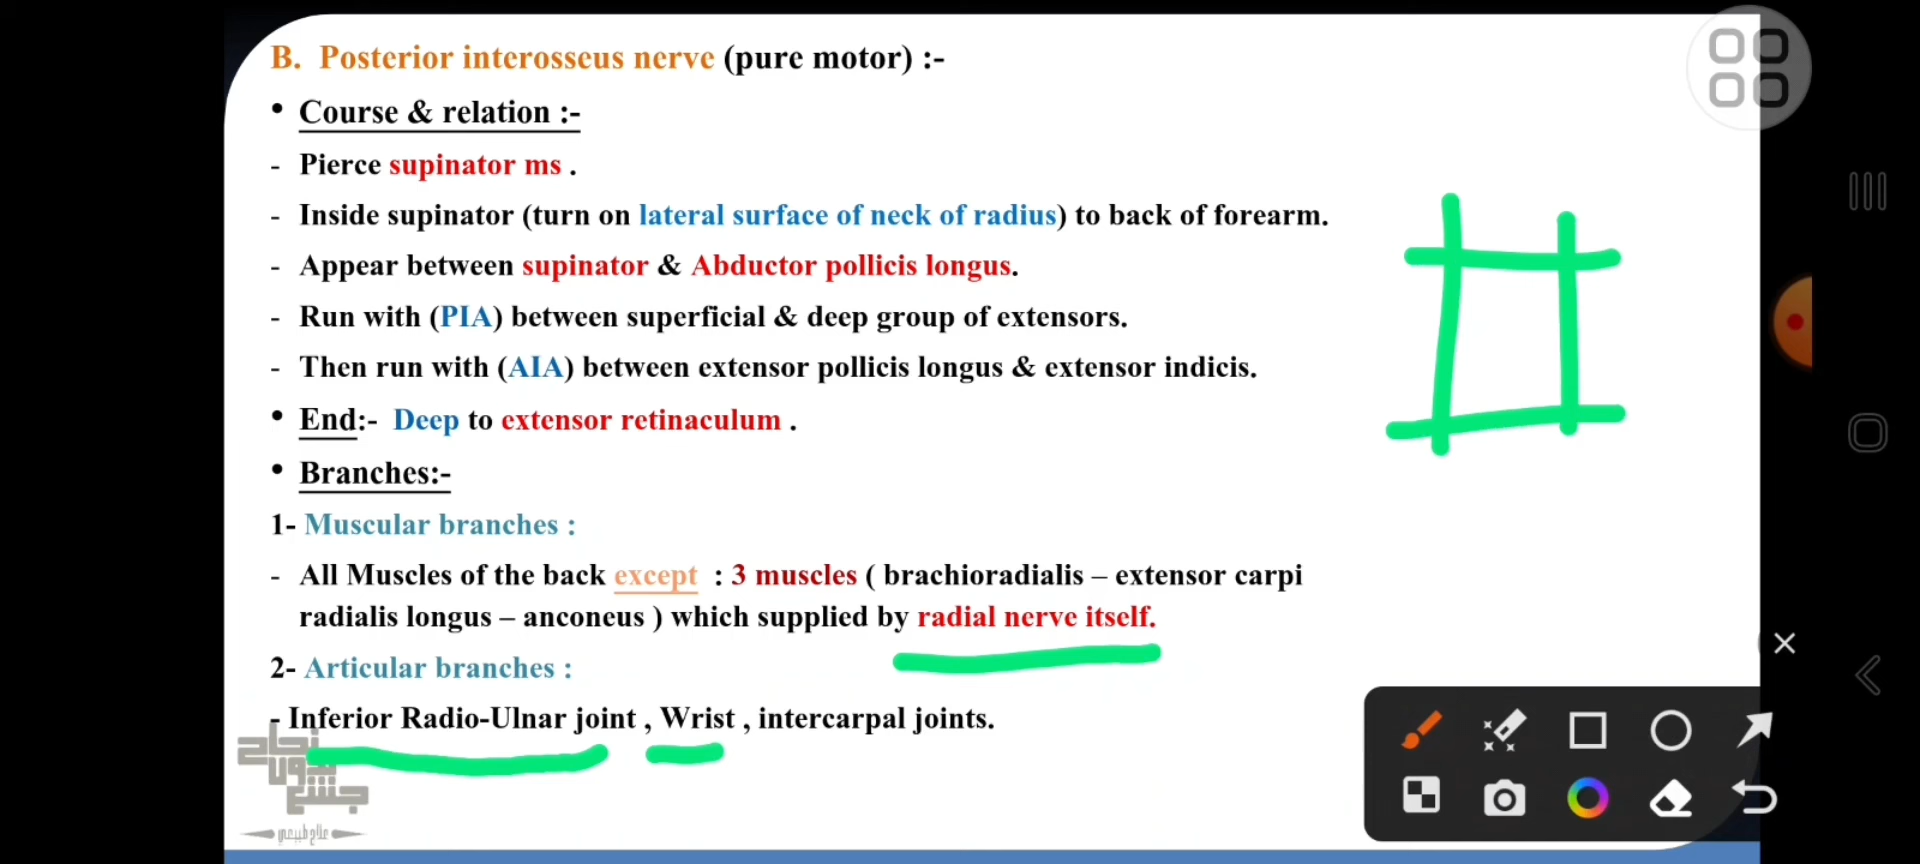 B. Posterior interosseus nerve (pure motor) :-
• Course & relation :-
- Pierce supinator ms .
- Inside supinator (turn on lateral surface of neck of radius) to back of forearm.
- Appear between supinator & Abductor pollicis longus.
- Run with (PIA) between superficial & deep group of extensors.
- Then run with (AIA) between extensor pollicis longus & extensor indicis.
• End:- Deep to extensor retinaculum .
• Branches:-
1- Muscular branches :
- All Muscles of the back except : 3 muscles ( brachioradialis – extensor carpi
radialis longus – anconeus ) which supplied by radial nerve itself.
2- Articular branches :
- Inferior Radio-Ulnar joint , Wrist , intercarpal joints.
علاج طبيعي